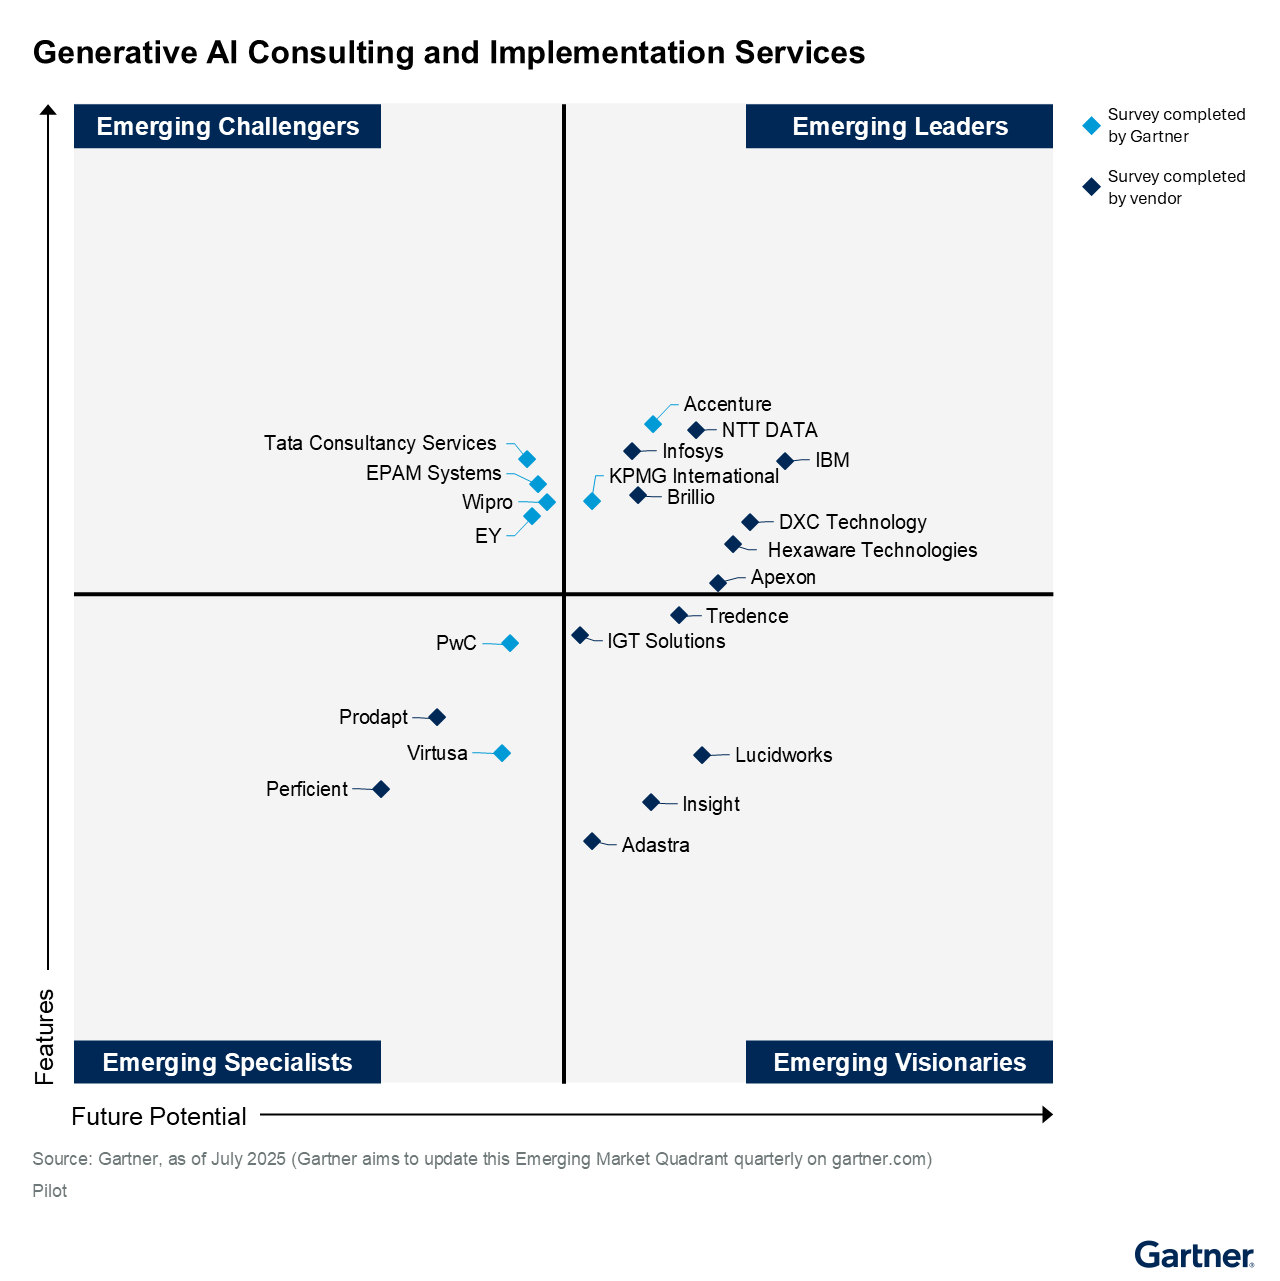 Generative AI Consulting and Implementation Services
Emerging Challengers
Emerging Leaders
Survey completed
by Gartner
Survey completed
by vendor
Accenture
NTT DATA
Tata Consultancy Services
Infosys
IBM
EPAM Systems
KPMG International
Wipro
Brillio
EY
DXC Technology
Hexaware Technologies
Apexon
Tredence
PwC
IGT Solutions
Prodapt
Virtusa
Lucidworks
Perficient
Insight
Adastra
Features
Emerging Specialists
Emerging Visionaries
Future Potential
Source: Gartner, as of July 2025 (Gartner aims to update this Emerging Market Quadrant quarterly on gartner.com)
Pilot
Gartner®